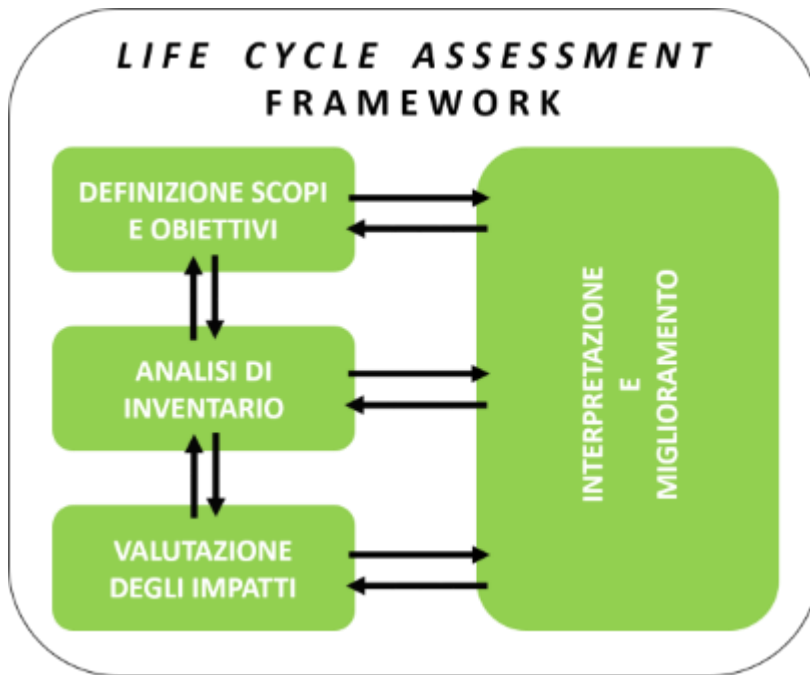 LIFE CYCLE ASSESSMENT
FRAMEWORK
DEFINIZIONE SCOPI
E OBIETTIVI
ANALISI DI
INVENTARIO
VALUTAZIONE
DEGLI IMPATTI
INTERPRETAZIONE
E
MIGLIORAMENTO